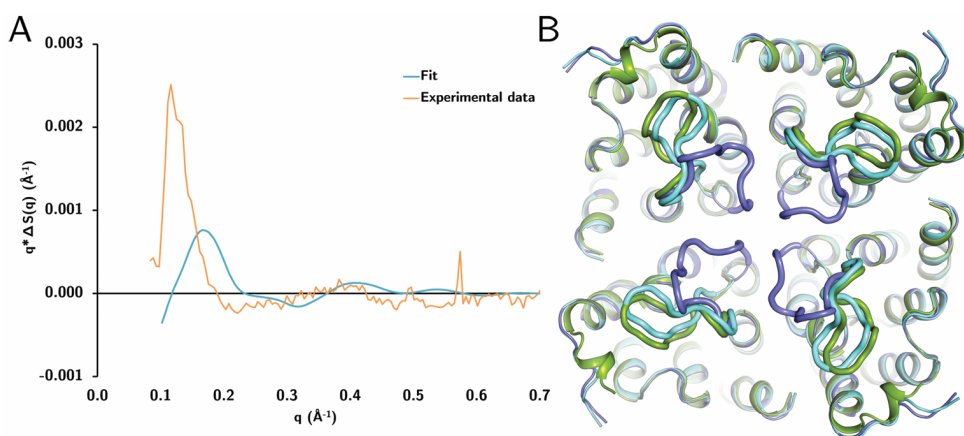 A
B
0.003
0.002
0.001
0.000
-0.001
q* Δ S(q) (Å⁻¹)
Fit
Experimental data
0.0 0.1 0.2 0.3 0.4 0.5 0.6 0.7
q (Å⁻¹)